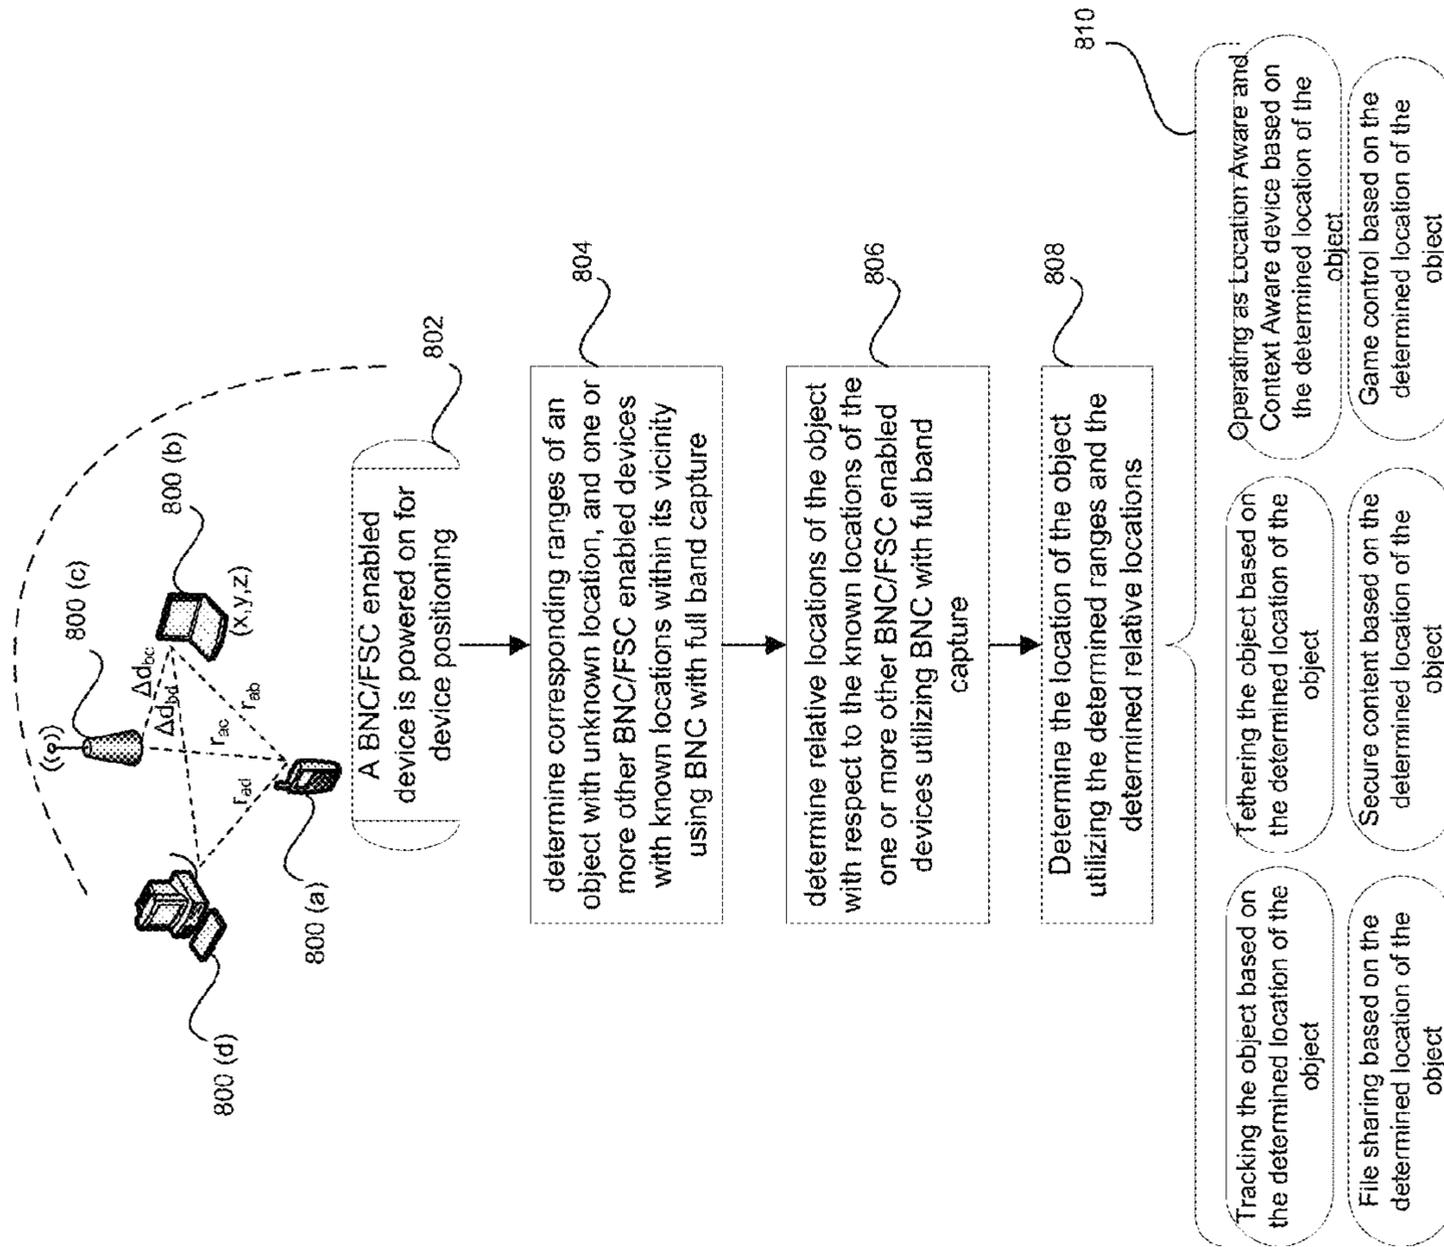 800 (c)
800 (b)
Δd_bc
Δd_bd
(x,y,z)
r_ac
r_ab
r_ad
800 (d)
800 (a)
802
A BNC/FSC enabled
device is powered on for
device positioning
804
determine corresponding ranges of an
object with unknown location, and one or
more other BNC/FSC enabled devices
with known locations within its vicinity
using BNC with full band capture
806
determine relative locations of the object
with respect to the known locations of the
one or more other BNC/FSC enabled
devices utilizing BNC with full band
capture
808
Determine the location of the object
utilizing the determined ranges and the
determined relative locations
810
Tracking the object based on
the determined location of the
object
Tethering the object based on
the determined location of the
object
Operating as Location Aware and
Context Aware device based on
the determined location of the
object
File sharing based on the
determined location of the
object
Secure content based on the
determined location of the
object
Game control based on the
determined location of the
object